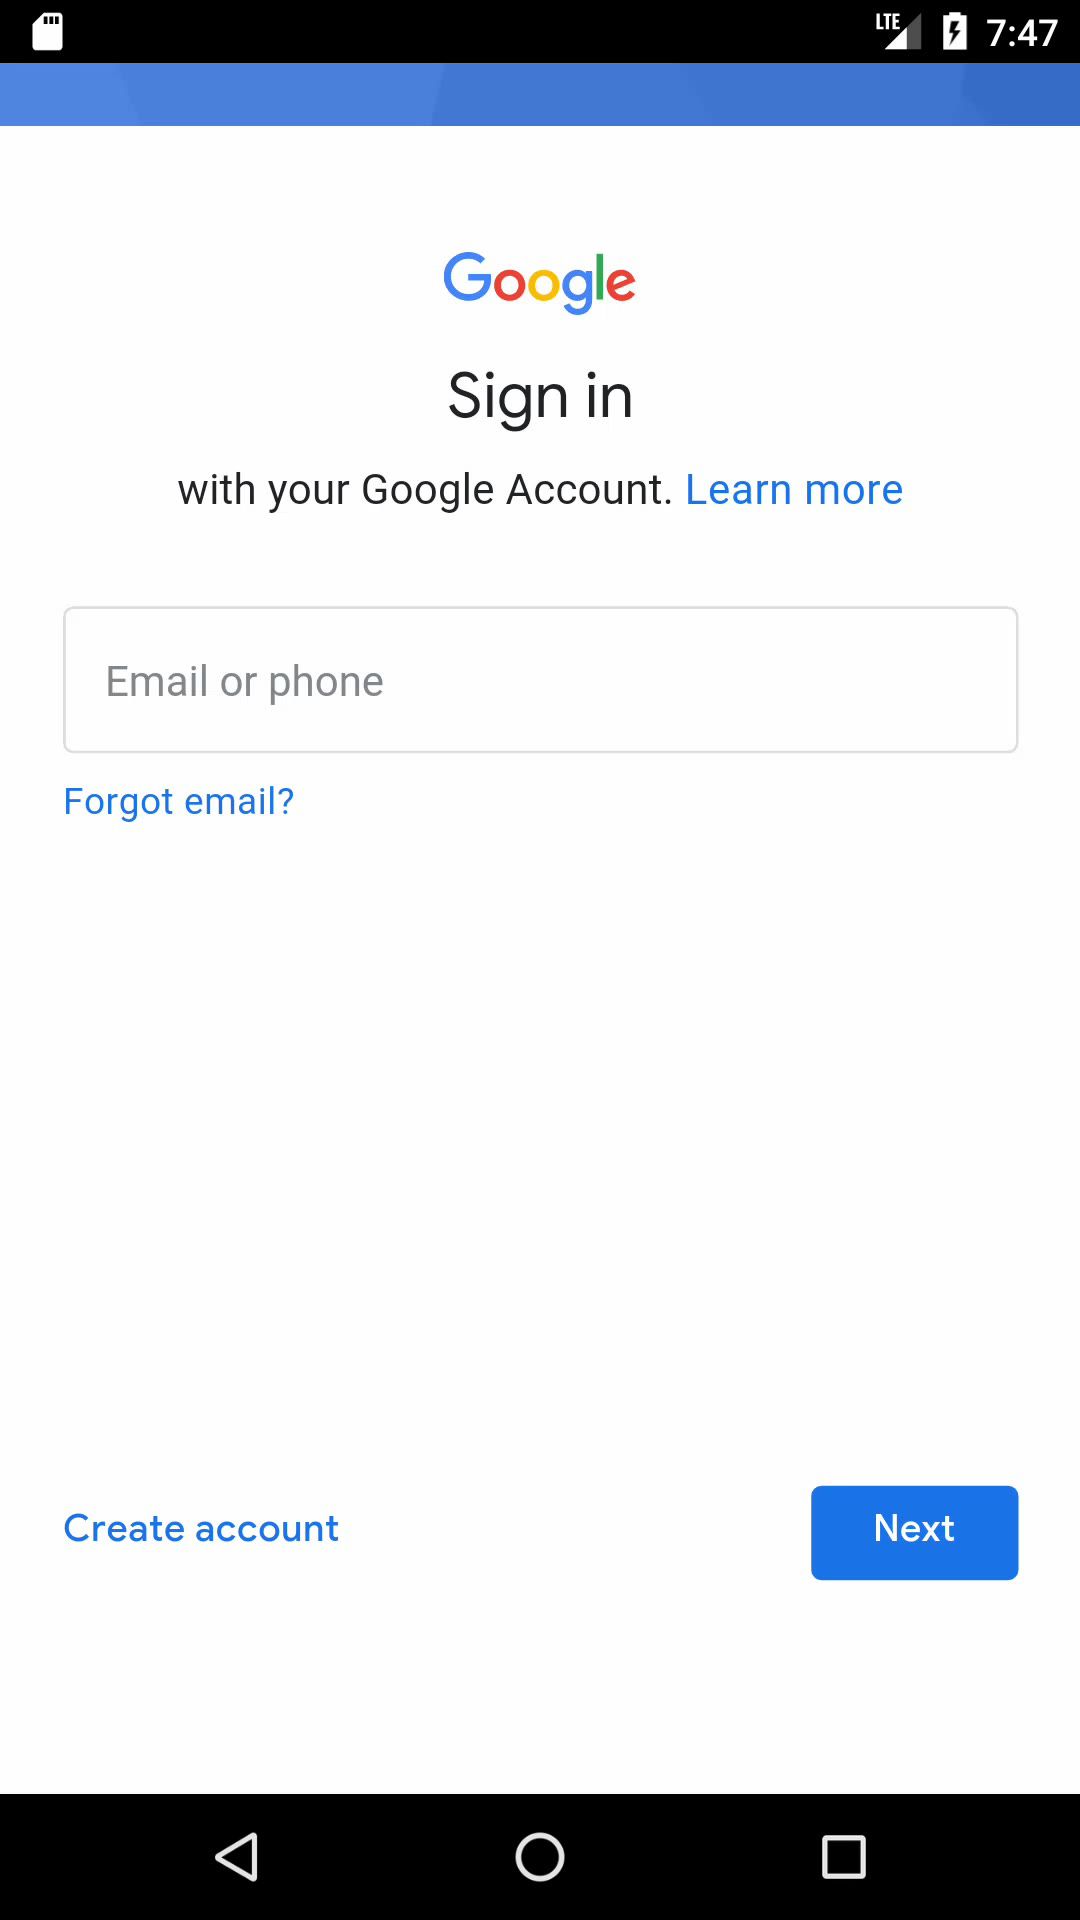 LTE 7:47
Google
Sign in
with your Google Account. Learn more
Email or phone
Forgot email?
Create account Next